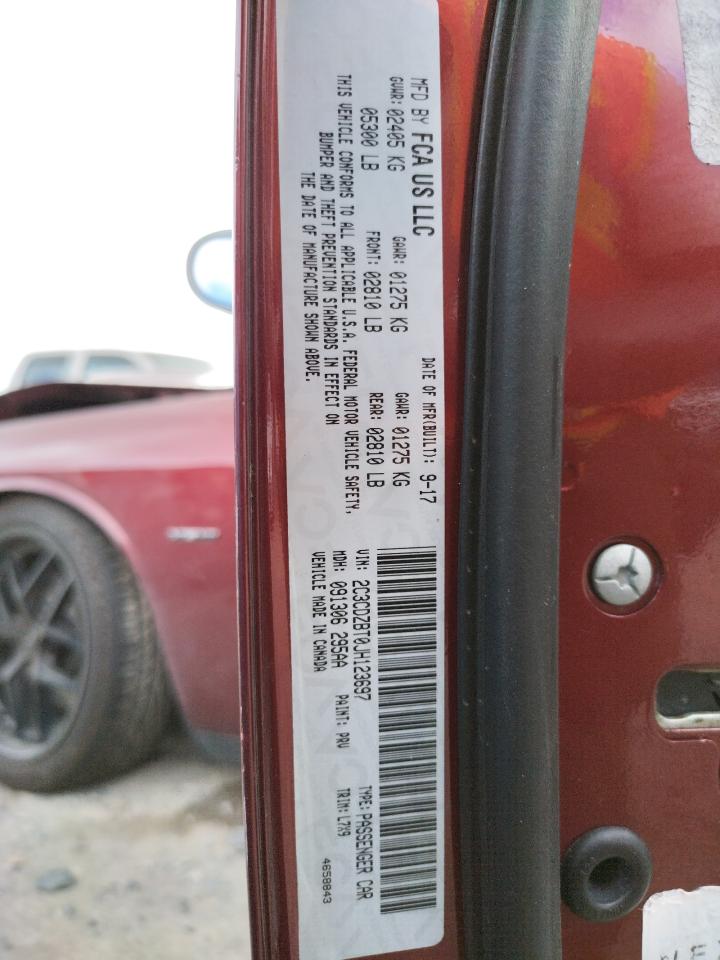 MFD BY FCA US LLC
DATE OF MFR(BUILT): 9-17
GVWR: 02405 KG GAWR: 01275 KG GAWR: 01275 KG
05300 LB FRONT: 02810 LB REAR: 02810 LB
THIS VEHICLE CONFORMS TO ALL APPLICABLE U.S.A. FEDERAL MOTOR VEHICLE SAFETY,
BUMPER AND THEFT PREVENTION STANDARDS IN EFFECT ON
THE DATE OF MANUFACTURE SHOWN ABOVE.
VIN: 2C3CDZBT0JH123697 TYPE: PASSENGER CAR
MDH: 091306 295AA PAINT: PRV TRIM: L7X9
VEHICLE MADE IN CANADA
4658843